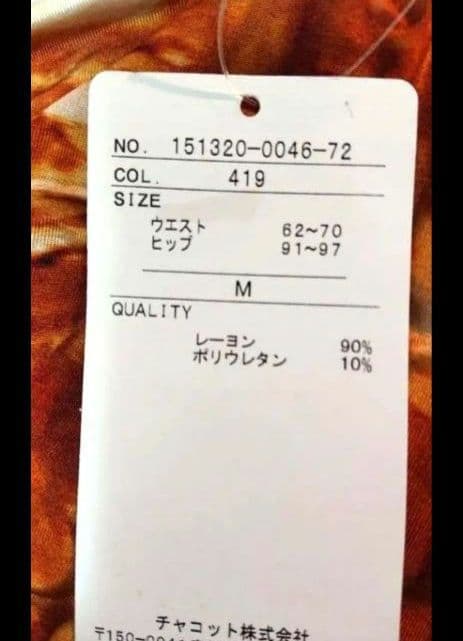 NO. 151320-0046-72
COL. 419
SIZE
ウエスト 62~70
ヒップ 91~97
M
QUALITY
レーヨン 90%
ポリウレタン 10%
チャコット株式会社
〒150-0041